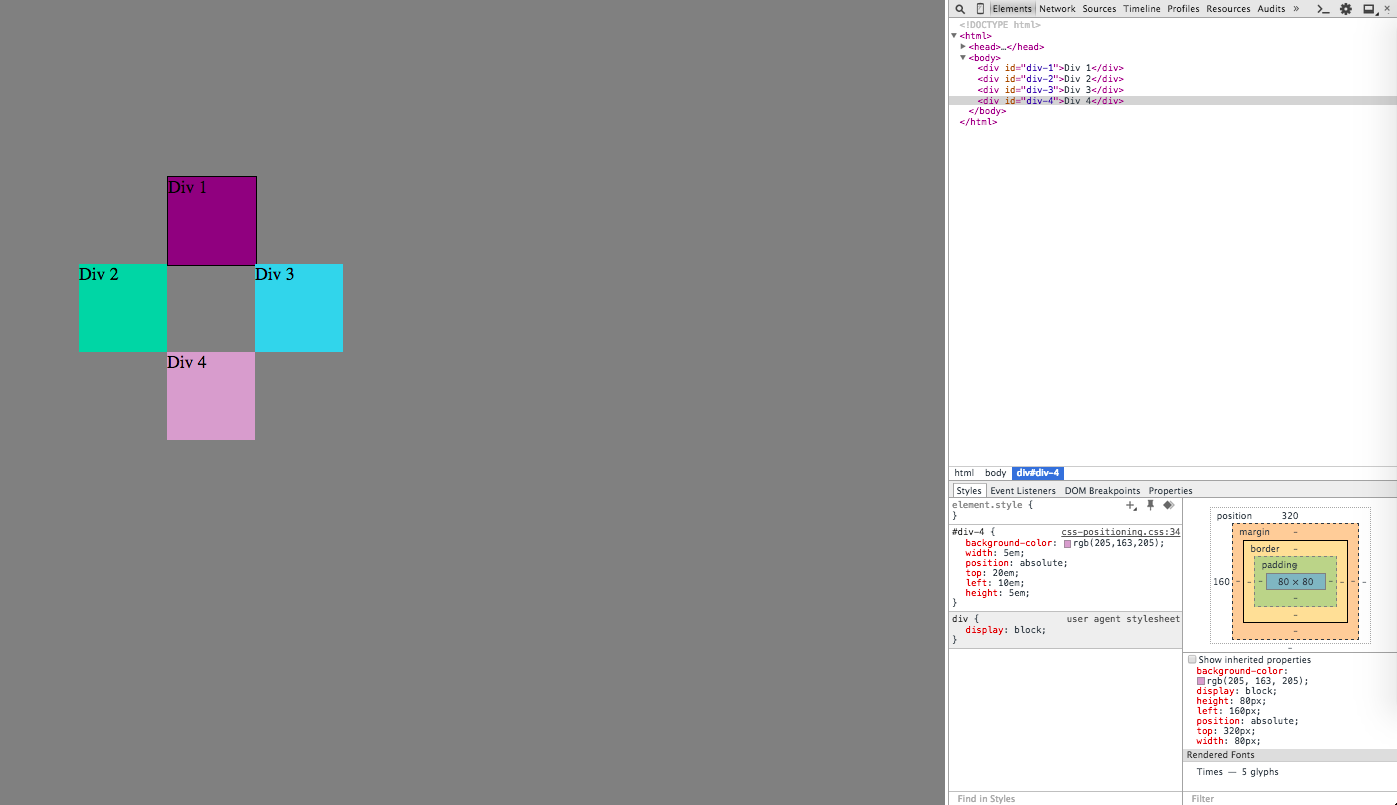 Div 1
Div 2
Div 3
Div 4
Elements Network Sources Timeline Profiles Resources Audits »
<!DOCTYPE html>
<html>
<head>…</head>
<body>
<div id="div-1">Div 1</div>
<div id="div-2">Div 2</div>
<div id="div-3">Div 3</div>
<div id="div-4">Div 4</div>
</body>
</html>
html body div#div-4
Styles Event Listeners DOM Breakpoints Properties
element.style {
}
#div-4 { css-positioning.css:34
background-color: rgb(205,163,205);
width: 5em;
position: absolute;
top: 20em;
left: 10em;
height: 5em;
}
div { user agent stylesheet
display: block;
}
Find in Styles
position 320
margin -
border -
padding -
160 - - - 80 × 80 - - - -
-
-
-
-
Show inherited properties
background-color:
rgb(205, 163, 205);
display: block;
height: 80px;
left: 160px;
position: absolute;
top: 320px;
width: 80px;
Rendered Fonts
Times — 5 glyphs
Filter